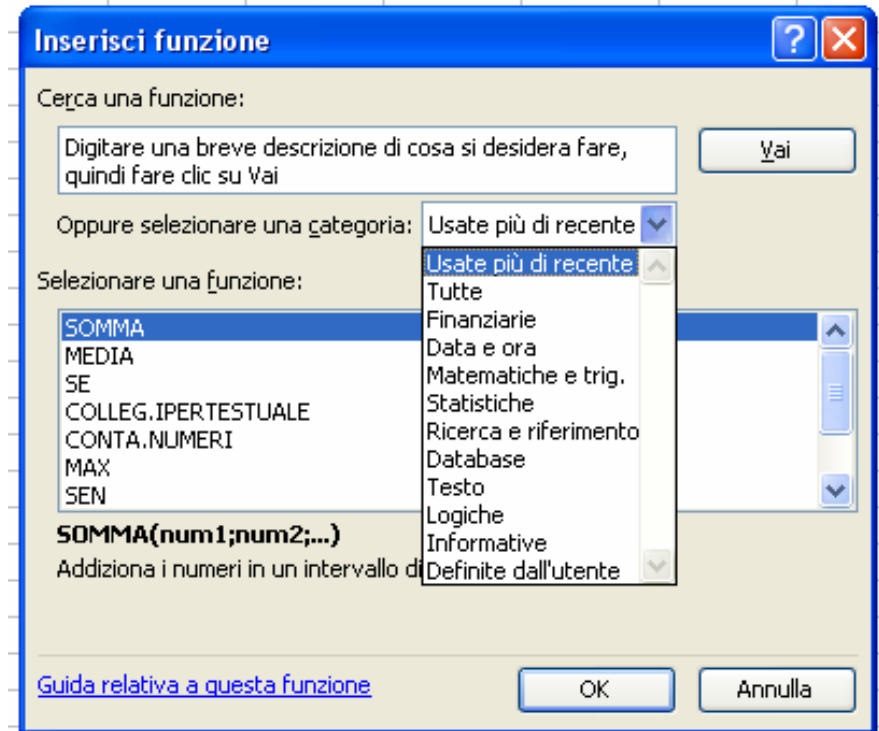 Inserisci funzione
Cerca una funzione:
Digitare una breve descrizione di cosa si desidera fare,
quindi fare clic su Vai
Vai
Oppure selezionare una categoria:
Usate più di recente
Usate più di recente
Tutte
Finanziarie
Data e ora
Matematiche e trig.
Statistiche
Ricerca e riferimento
Database
Testo
Logiche
Informative
Definite dall'utente
Selezionare una funzione:
SOMMA
MEDIA
SE
COLLEG.IPERTESTUALE
CONTA.NUMERI
MAX
SEN
SOMMA(num1;num2;...)
Addiziona i numeri in un intervallo di
Guida relativa a questa funzione
OK
Annulla